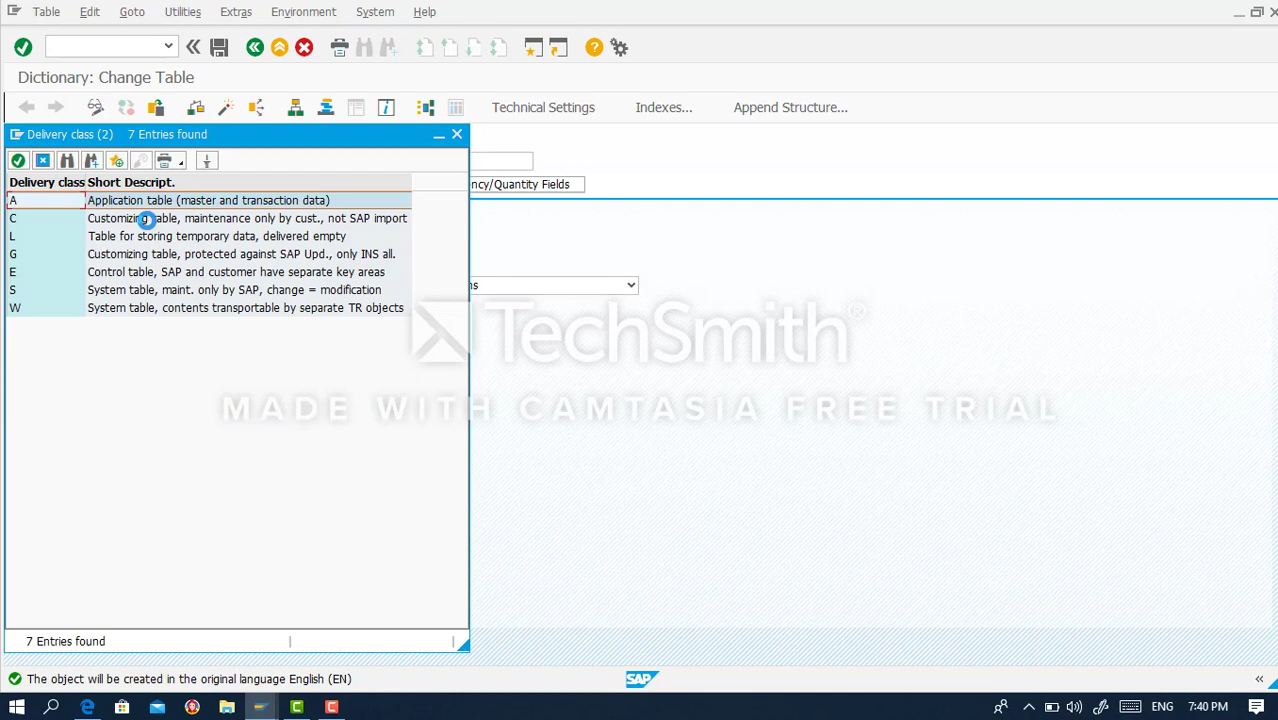 Table Edit Goto Utilities Extras Environment System Help
Dictionary: Change Table
Technical Settings Indexes... Append Structure...
Delivery class (2) 7 Entries found
Delivery class Short Descript.
ncy/Quantity Fields
A Application table (master and transaction data)
C Customizing table, maintenance only by cust., not SAP import
L Table for storing temporary data, delivered empty
G Customizing table, protected against SAP Upd., only INS all.
E Control table, SAP and customer have separate key areas
ns
S System table, maint. only by SAP, change = modification
W System table, contents transportable by separate TR objects
TechSmith®
MADE WITH CAMTASIA FREE TRIAL
7 Entries found
The object will be created in the original language English (EN)
SAP
ENG 7:40 PM